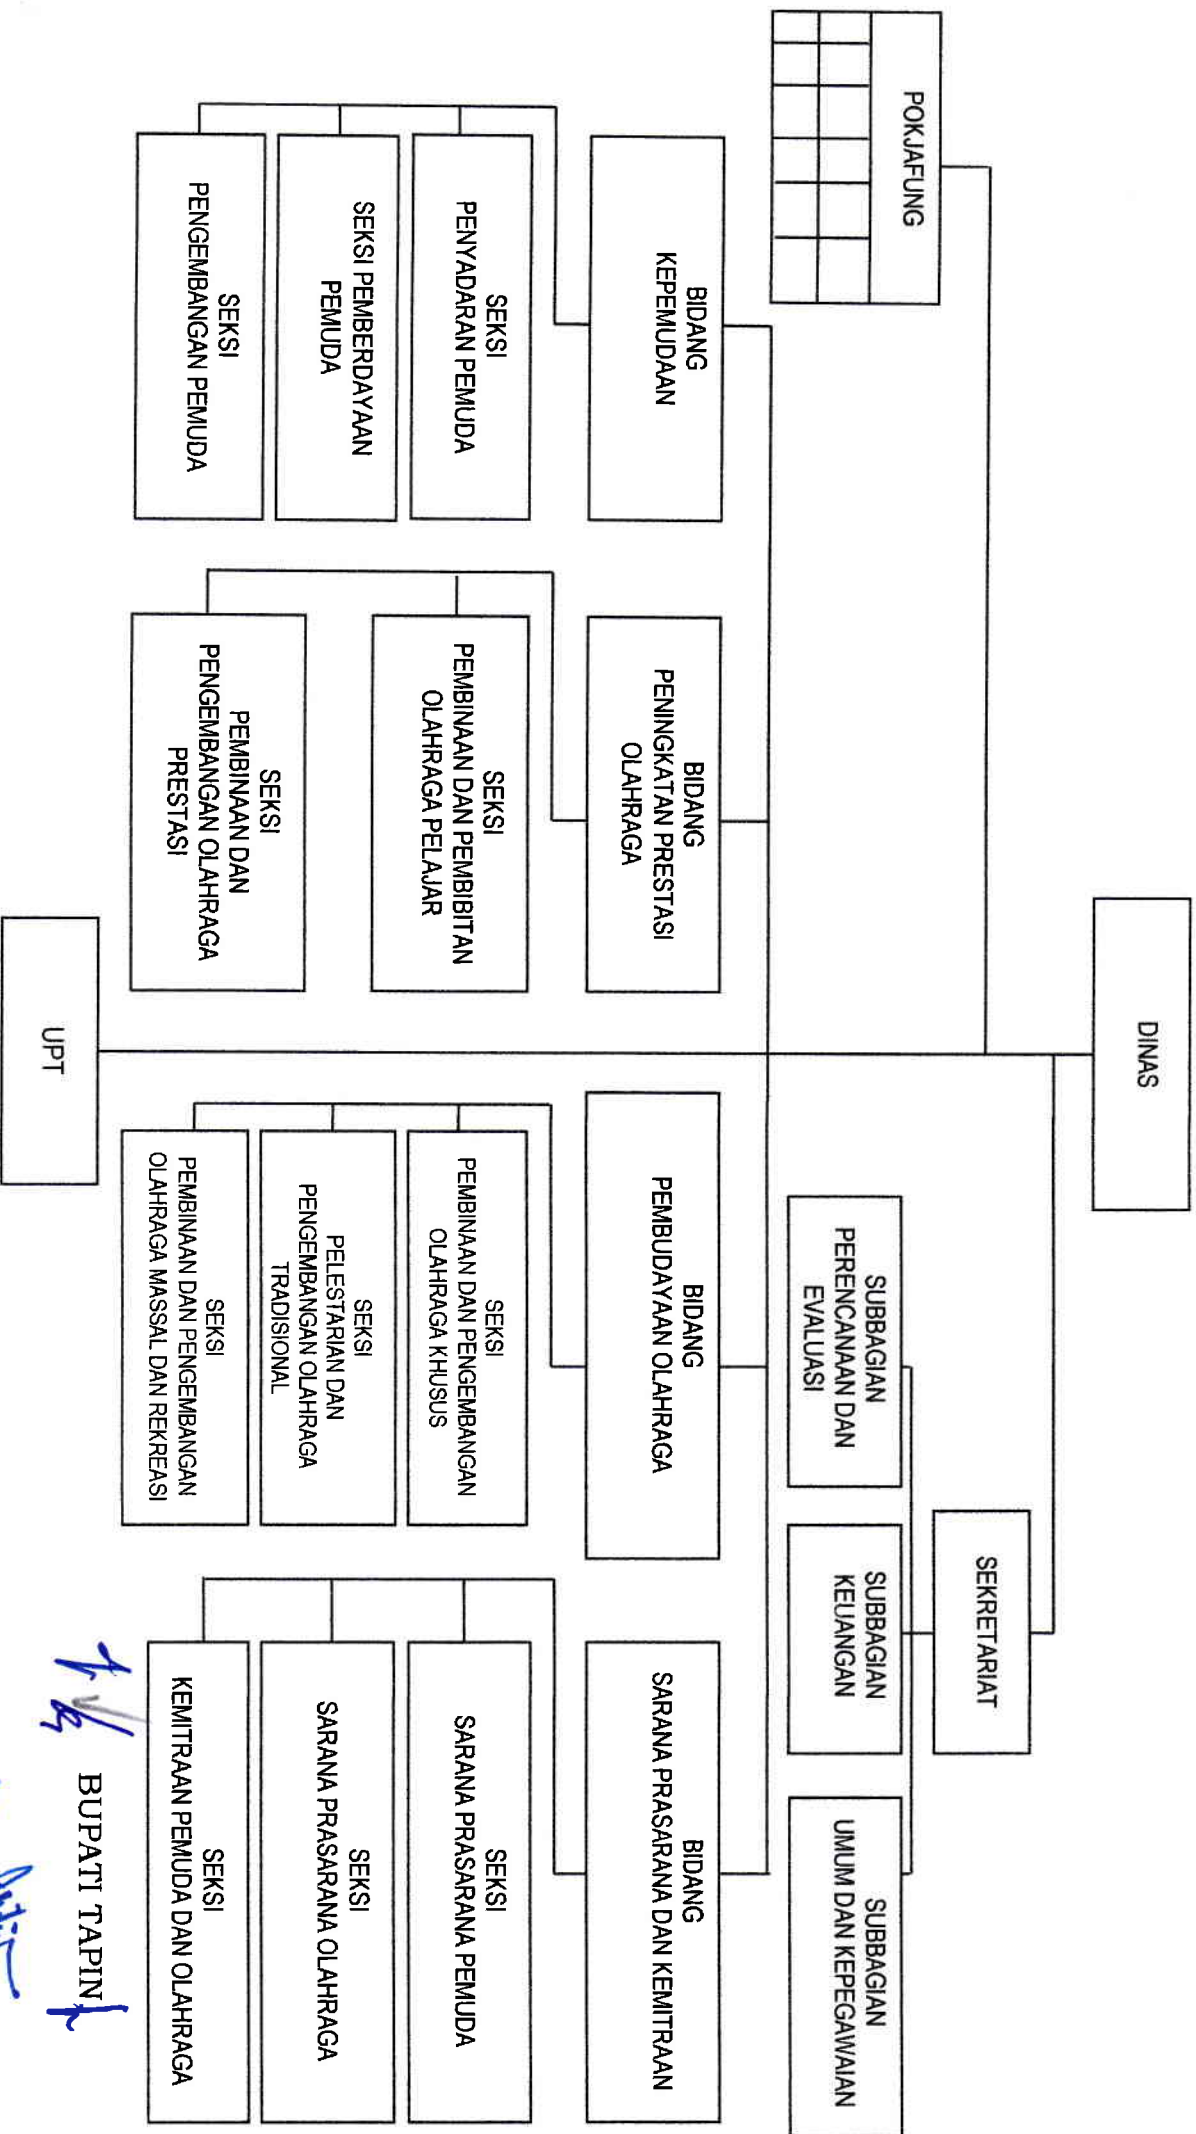 DINAS
POKJAFUNG
SEKRETARIAT
SUBBAGIAN
PERENCANAAN DAN
EVALUASI
SUBBAGIAN
KEUANGAN
SUBBAGIAN
UMUM DAN KEPEGAWAIAN
BIDANG
KEPEMUDAAN
BIDANG
PENINGKATAN PRESTASI
OLAHRAGA
BIDANG
PEMBUDAYAAN OLAHRAGA
BIDANG
SARANA PRASARANA DAN KEMITRAAN
SEKSI
PENYADARAN PEMUDA
SEKSI PEMBERDAYAAN
PEMUDA
SEKSI
PENGEMBANGAN PEMUDA
SEKSI
PEMBINAAN DAN PEMBIBITAN
OLAHRAGA PELAJAR
SEKSI
PEMBINAAN DAN
PENGEMBANGAN OLAHRAGA
PRESTASI
SEKSI
PEMBINAAN DAN PENGEMBANGAN
OLAHRAGA KHUSUS
SEKSI
PELESTARIAN DAN
PENGEMBANGAN OLAHRAGA
TRADISIONAL
SEKSI
PEMBINAAN DAN PENGEMBANGAN
OLAHRAGA MASSAL DAN REKREASI
SEKSI
SARANA PRASARANA PEMUDA
SEKSI
SARANA PRASARANA OLAHRAGA
SEKSI
KEMITRAAN PEMUDA DAN OLAHRAGA
UPT
BUPATI TAPIN